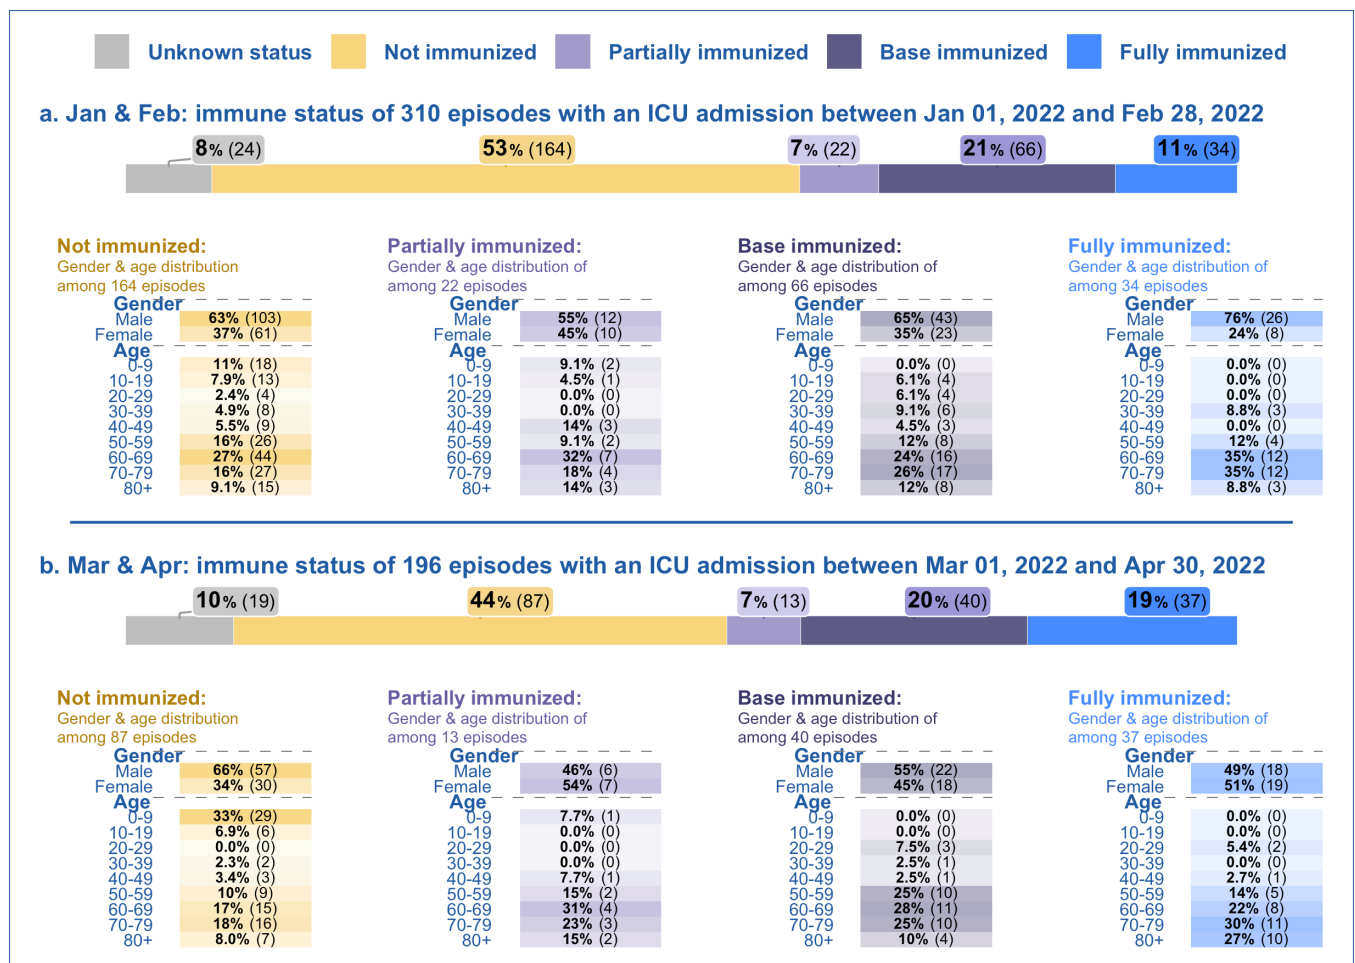 Unknown status Not immunized Partially immunized Base immunized Fully immunized
a. Jan & Feb: immune status of 310 episodes with an ICU admission between Jan 01, 2022 and Feb 28, 2022
8% (24) 53% (164) 7% (22) 21% (66) 11% (34)
Not immunized: Partially immunized: Base immunized: Fully immunized:
Gender & age distribution Gender & age distribution of Gender & age distribution of Gender & age distribution of
among 164 episodes among 22 episodes among 66 episodes among 34 episodes
Gender Gender Gender Gender
Male 63% (103) Male 55% (12) Male 65% (43) Male 76% (26)
Female 37% (61) Female 45% (10) Female 35% (23) Female 24% (8)
Age Age Age Age
0-9 11% (18) 0-9 9.1% (2) 0-9 0.0% (0) 0-9 0.0% (0)
10-19 7.9% (13) 10-19 4.5% (1) 10-19 6.1% (4) 10-19 0.0% (0)
20-29 2.4% (4) 20-29 0.0% (0) 20-29 6.1% (4) 20-29 0.0% (0)
30-39 4.9% (8) 30-39 0.0% (0) 30-39 9.1% (6) 30-39 8.8% (3)
40-49 5.5% (9) 40-49 14% (3) 40-49 4.5% (3) 40-49 0.0% (0)
50-59 16% (26) 50-59 9.1% (2) 50-59 12% (8) 50-59 12% (4)
60-69 27% (44) 60-69 32% (7) 60-69 24% (16) 60-69 35% (12)
70-79 16% (27) 70-79 18% (4) 70-79 26% (17) 70-79 35% (12)
80+ 9.1% (15) 80+ 14% (3) 80+ 12% (8) 80+ 8.8% (3)
b. Mar & Apr: immune status of 196 episodes with an ICU admission between Mar 01, 2022 and Apr 30, 2022
10% (19) 44% (87) 7% (13) 20% (40) 19% (37)
Not immunized: Partially immunized: Base immunized: Fully immunized:
Gender & age distribution Gender & age distribution of Gender & age distribution of Gender & age distribution of
among 87 episodes among 13 episodes among 40 episodes among 37 episodes
Gender Gender Gender Gender
Male 66% (57) Male 46% (6) Male 55% (22) Male 49% (18)
Female 34% (30) Female 54% (7) Female 45% (18) Female 51% (19)
Age Age Age Age
0-9 33% (29) 0-9 7.7% (1) 0-9 0.0% (0) 0-9 0.0% (0)
10-19 6.9% (6) 10-19 0.0% (0) 10-19 0.0% (0) 10-19 0.0% (0)
20-29 0.0% (0) 20-29 0.0% (0) 20-29 7.5% (3) 20-29 5.4% (2)
30-39 2.3% (2) 30-39 0.0% (0) 30-39 2.5% (1) 30-39 0.0% (0)
40-49 3.4% (3) 40-49 7.7% (1) 40-49 2.5% (1) 40-49 2.7% (1)
50-59 10% (9) 50-59 15% (2) 50-59 25% (10) 50-59 14% (5)
60-69 17% (15) 60-69 31% (4) 60-69 28% (11) 60-69 22% (8)
70-79 18% (16) 70-79 23% (3) 70-79 25% (10) 70-79 30% (11)
80+ 8.0% (7) 80+ 15% (2) 80+ 10% (4) 80+ 27% (10)